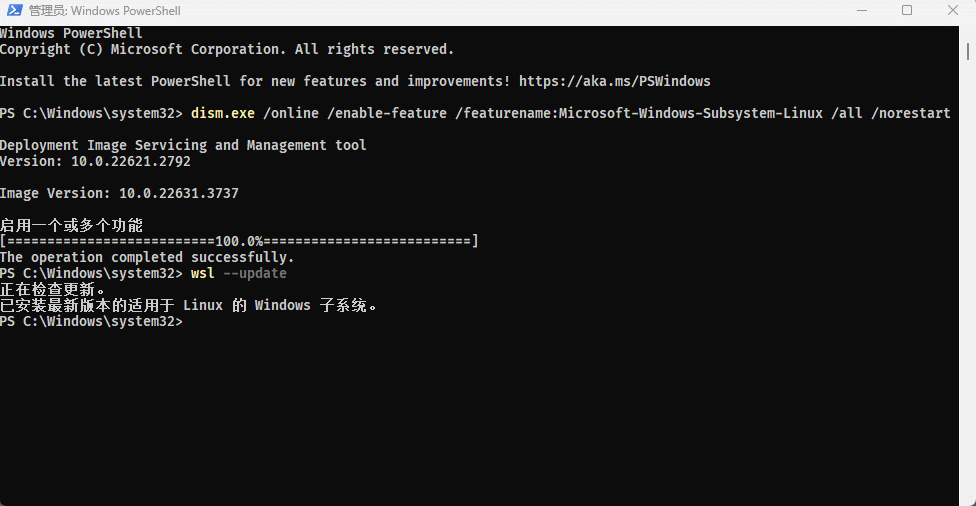 管理员: Windows PowerShell
Windows PowerShell
Copyright (C) Microsoft Corporation. All rights reserved.
Install the latest PowerShell for new features and improvements! https://aka.ms/PSWindows
PS C:\Windows\system32> dism.exe /online /enable-feature /featurename:Microsoft-Windows-Subsystem-Linux /all /norestart
Deployment Image Servicing and Management tool
Version: 10.0.22621.2792
Image Version: 10.0.22631.3737
启用一个或多个功能
[==========================100.0%==========================]
The operation completed successfully.
PS C:\Windows\system32> wsl --update
正在检查更新。
已安装最新版本的适用于 Linux 的 Windows 子系统。
PS C:\Windows\system32>